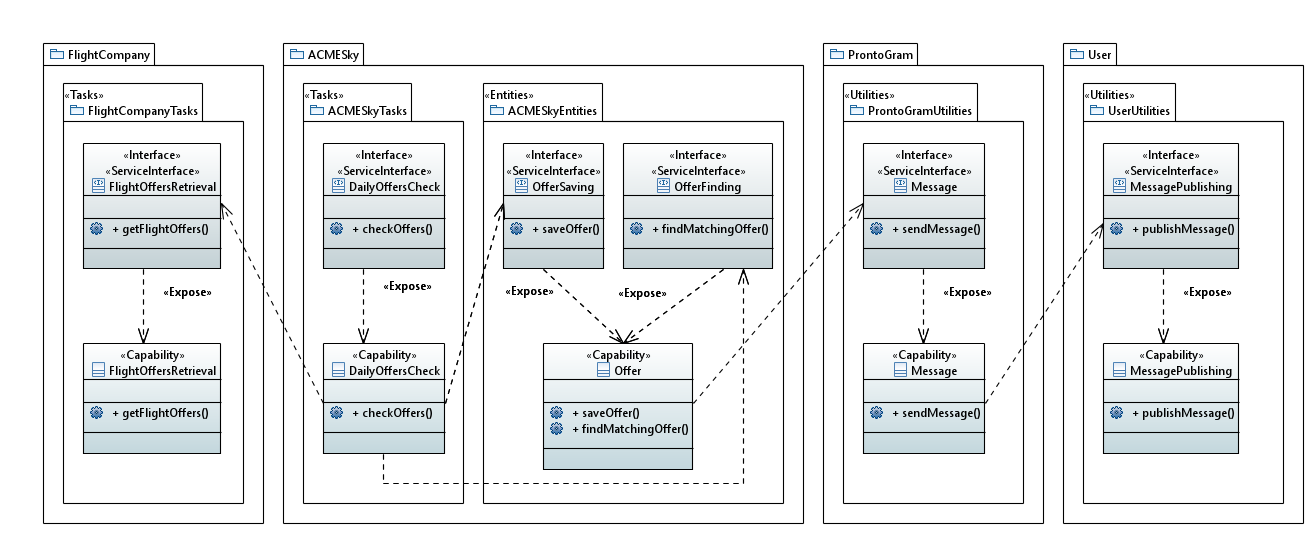 FlightCompany
«Tasks»
FlightCompanyTasks
«Interface»
«ServiceInterface»
FlightOffersRetrieval
+ getFlightOffers()
«Expose»
«Capability»
FlightOffersRetrieval
+ getFlightOffers()
ACMESky
«Tasks»
ACMESkyTasks
«Interface»
«ServiceInterface»
DailyOffersCheck
+ checkOffers()
«Expose»
«Capability»
DailyOffersCheck
+ checkOffers()
«Entities»
ACMESkyEntities
«Interface»
«ServiceInterface»
OfferSaving
+ saveOffer()
«Expose»
«Interface»
«ServiceInterface»
OfferFinding
+ findMatchingOffer()
«Expose»
«Capability»
Offer
+ saveOffer()
+ findMatchingOffer()
ProntoGram
«Utilities»
ProntoGramUtilities
«Interface»
«ServiceInterface»
Message
+ sendMessage()
«Expose»
«Capability»
Message
+ sendMessage()
User
«Utilities»
UserUtilities
«Interface»
«ServiceInterface»
MessagePublishing
+ publishMessage()
«Expose»
«Capability»
MessagePublishing
+ publishMessage()